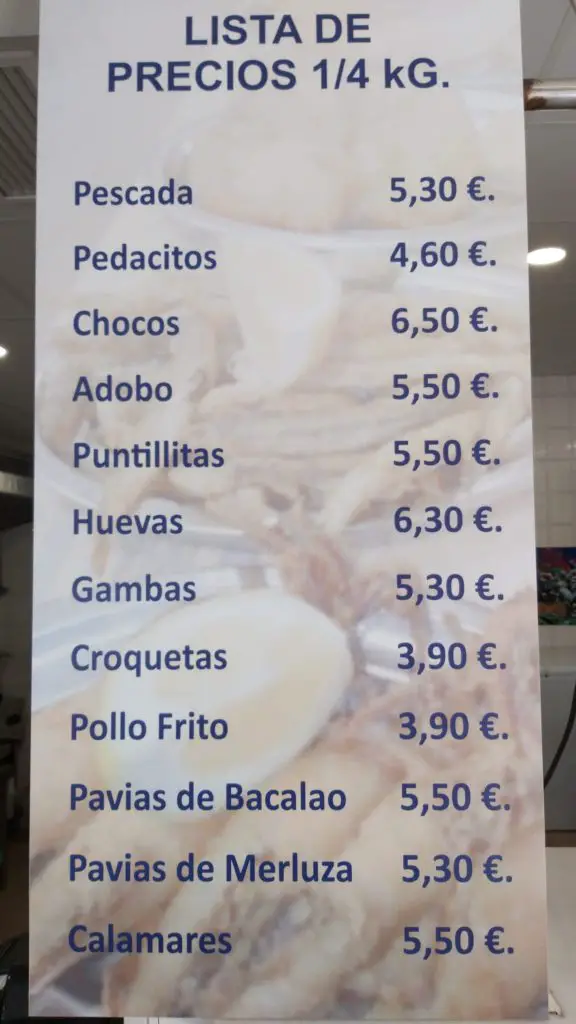 LISTA DE
PRECIOS 1/4 kG.
Pescada 5,30 €.
Pedacitos 4,60 €.
Chocos 6,50 €.
Adobo 5,50 €.
Puntillitas 5,50 €.
Huevas 6,30 €.
Gambas 5,30 €.
Croquetas 3,90 €.
Pollo Frito 3,90 €.
Pavias de Bacalao 5,50 €.
Pavias de Merluza 5,30 €.
Calamares 5,50 €.